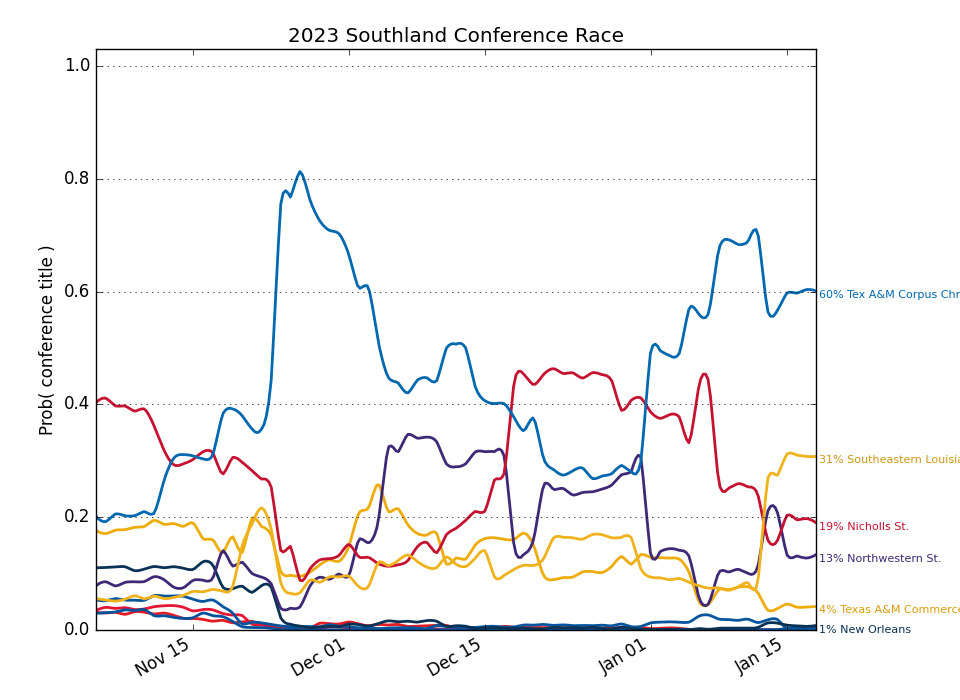 2023 Southland Conference Race
Prob( conference title )
1.0
0.8
0.6
0.4
0.2
0.0
Nov 15
Dec 01
Dec 15
Jan 01
Jan 15
60% Tex A&M Corpus Chr
31% Southeastern Louisia
19% Nicholls St.
13% Northwestern St.
4% Texas A&M Commerce
1% New Orleans